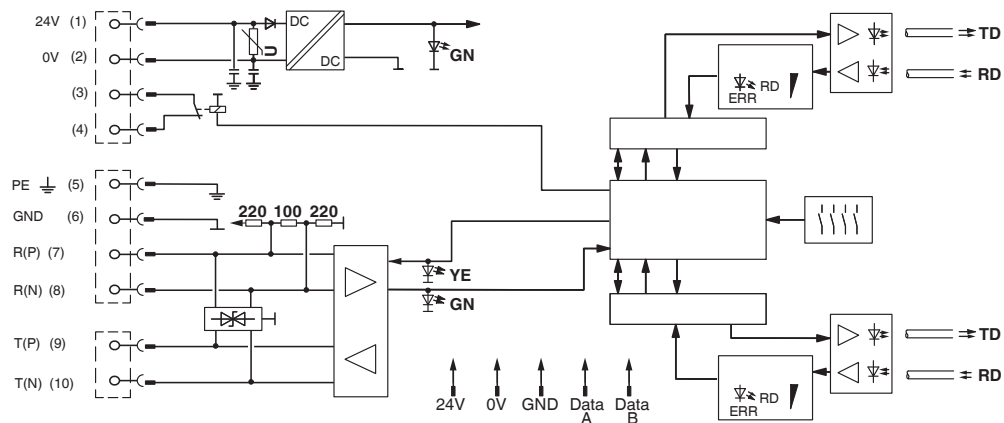 24V (1)
0V (2)
(3)
(4)
PE (5)
GND (6)
R(P) (7)
R(N) (8)
T(P) (9)
T(N) (10)
U
DC
DC
GN
220 100 220
YE
GN
24V 0V GND Data A Data B
ERR RD
TD
RD
ERR RD
TD
RD